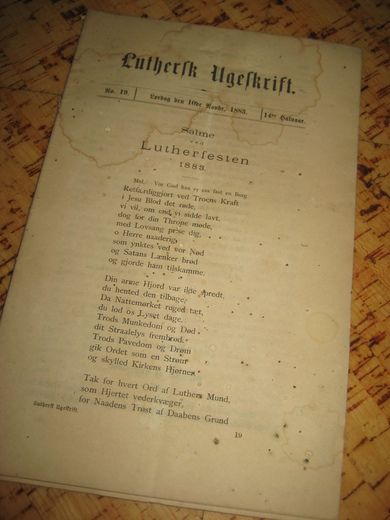 Luthersk Ugeskrift.
No. 19. Lørdag den 10de Novbr. 1883. 14de Halvaar.
Salme
ved
Lutherfesten
1883.
Mel.: Vor Gud han er saa fast en Borg
Retfærdiggjort ved Troens Kraft
i Jesu Blod det røde,
vi vil, om end vi sidde lavt,
dog for din Throne møde,
med Lovsang prise dig,
o Herre naaderig,
som ynktes ved vor Nød
og Satans Lænker brød
og gjorde ham tilskamme.
Din arme Hjord var ilde spredt,
du hented den tilbage;
Da Nattemørket ruged tæt,
du lod os Lyset dage.
Trods Munkedom og Død
dit Straalelys frembrød,
Trods Pavedom og Drøm
gik Ordet som en Strøm
og skylled Kirkens Hjørner.
Tak for hvert Ord af Luthers Mund,
som Hjertet vederkvæger,
for Naadens Trøst af Daabens Grund
Luthersk Ugeskrift.
19